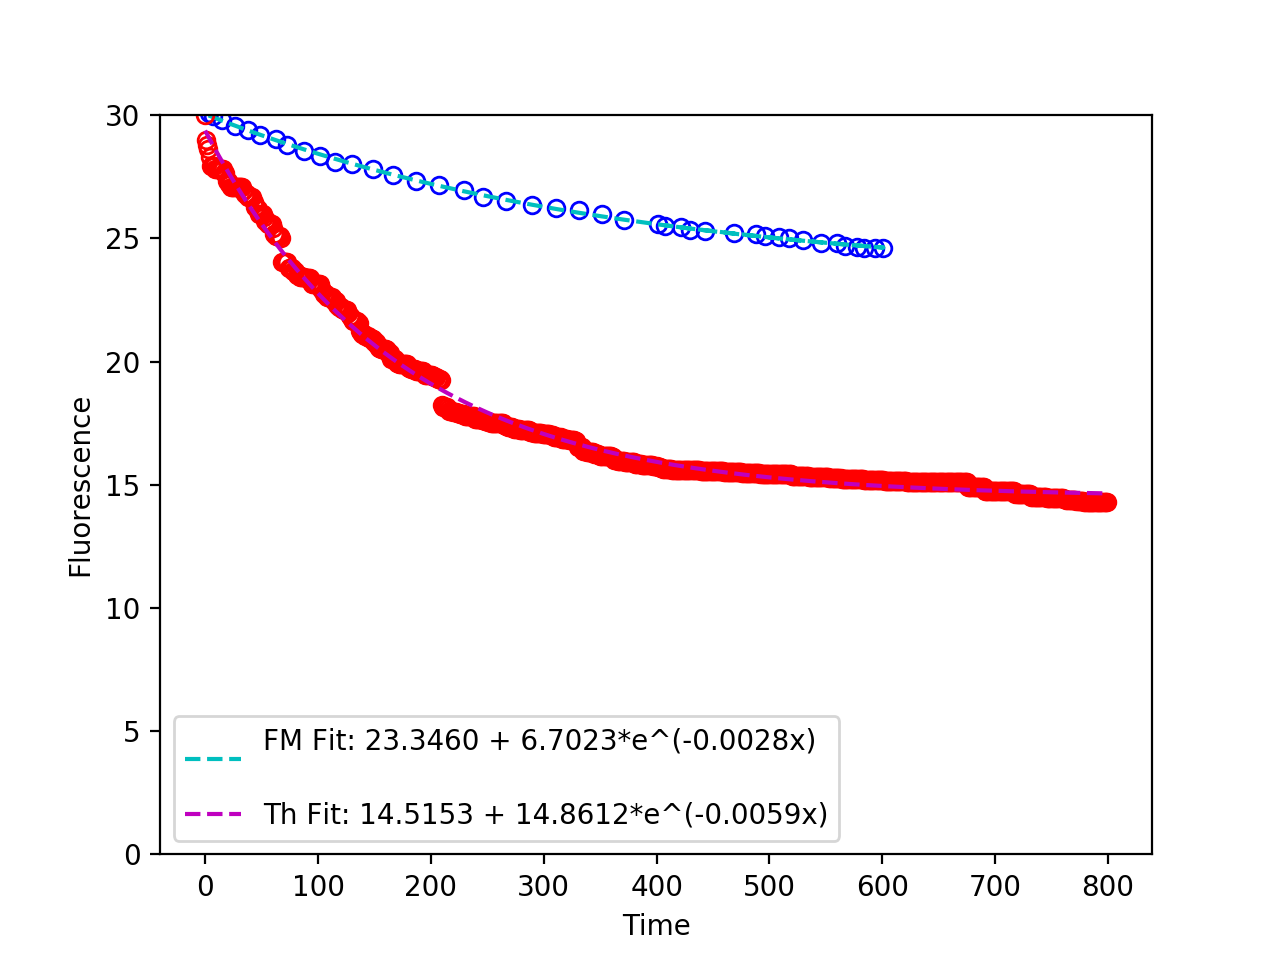 30
25
20
15
10
5
0
Fluorescence
FM Fit: 23.3460 + 6.7023*e^(-0.0028x)
Th Fit: 14.5153 + 14.8612*e^(-0.0059x)
0 100 200 300 400 500 600 700 800
Time